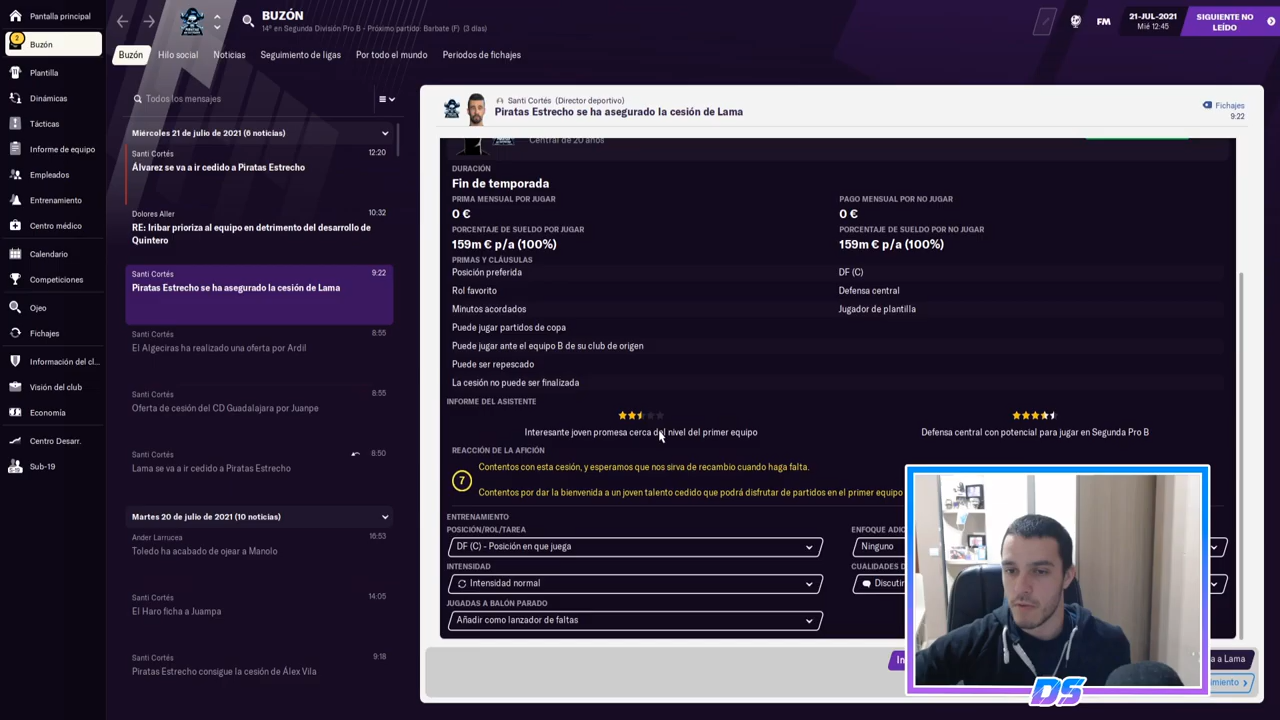 Pantalla principal
2
Buzón
Plantilla
Dinámicas
Tácticas
Informe de equipo
Empleados
Entrenamiento
Centro médico
Calendario
Competiciones
Ojeo
Fichajes
Información del cl...
Visión del club
Economía
Centro Desarr.
Sub-19
BUZÓN
14º en Segunda División Pro B - Próximo partido: Barbate (F) (3 días)
FM
21-JUL-2021
Mié 12:45
SIGUIENTE NO
LEÍDO
Buzón
Hilo social
Noticias
Seguimiento de ligas
Por todo el mundo
Periodos de fichajes
Todos los mensajes
Miércoles 21 de julio de 2021 (6 noticias)
Santi Cortés 12:20
Álvarez se va a ir cedido a Piratas Estrecho
Dolores Aller 10:32
RE: Iribar prioriza al equipo en detrimento del desarrollo de
Quintero
Santi Cortés 9:22
Piratas Estrecho se ha asegurado la cesión de Lama
Santi Cortés 8:55
El Algeciras ha realizado una oferta por Ardil
Santi Cortés 8:55
Oferta de cesión del CD Guadalajara por Juanpe
Santi Cortés 8:50
Lama se va a ir cedido a Piratas Estrecho
Martes 20 de julio de 2021 (10 noticias)
Ander Larrucea 16:53
Toledo ha acabado de ojear a Manolo
Santi Cortés 14:05
El Haro ficha a Juampa
Santi Cortés 9:18
Piratas Estrecho consigue la cesión de Álex Vila
Santi Cortés (Director deportivo)
Piratas Estrecho se ha asegurado la cesión de Lama
Fichajes
9:22
Central de 20 años
DURACIÓN
Fin de temporada
PRIMA MENSUAL POR JUGAR PAGO MENSUAL POR NO JUGAR
0 € 0 €
PORCENTAJE DE SUELDO POR JUGAR PORCENTAJE DE SUELDO POR NO JUGAR
159m € p/a (100%) 159m € p/a (100%)
PRIMAS Y CLÁUSULAS
Posición preferida DF (C)
Rol favorito Defensa central
Minutos acordados Jugador de plantilla
Puede jugar partidos de copa
Puede jugar ante el equipo B de su club de origen
Puede ser repescado
La cesión no puede ser finalizada
INFORME DEL ASISTENTE
Interesante joven promesa cerca del nivel del primer equipo Defensa central con potencial para jugar en Segunda Pro B
REACCIÓN DE LA AFICIÓN
7
Contentos con esta cesión, y esperamos que nos sirva de recambio cuando haga falta.
Contentos por dar la bienvenida a un joven talento cedido que podrá disfrutar de partidos en el primer equipo
ENTRENAMIENTO
POSICIÓN/ROL/TAREA ENFOQUE ADIC
DF (C) - Posición en que juega Ninguno
INTENSIDAD CUALIDADES D
Intensidad normal Discutir
JUGADAS A BALÓN PARADO
Añadir como lanzador de faltas
In
a a Lama
imiento
DS